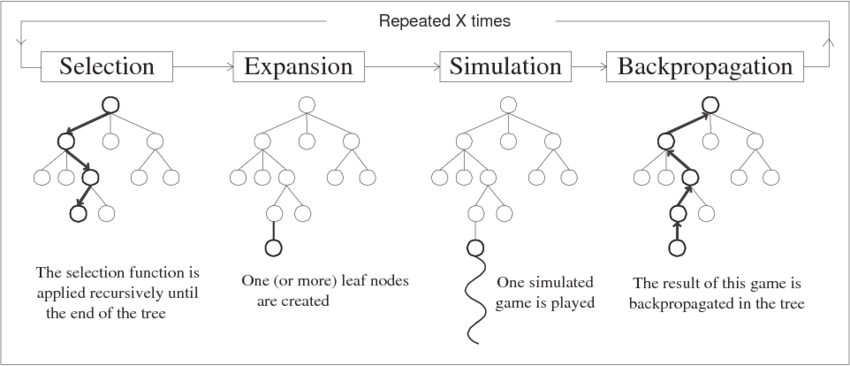 Repeated X times
Selection
Expansion
Simulation
Backpropagation
The selection function is
applied recursively until
the end of the tree
One (or more) leaf nodes
are created
One simulated
game is played
The result of this game is
backpropagated in the tree